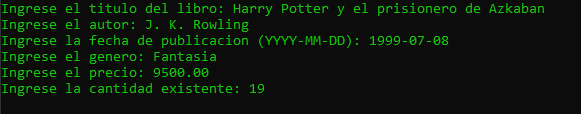 Ingrese el titulo del libro: Harry Potter y el prisionero de Azkaban
Ingrese el autor: J. K. Rowling
Ingrese la fecha de publicacion (YYYY-MM-DD): 1999-07-08
Ingrese el genero: Fantasia
Ingrese el precio: 9500.00
Ingrese la cantidad existente: 19